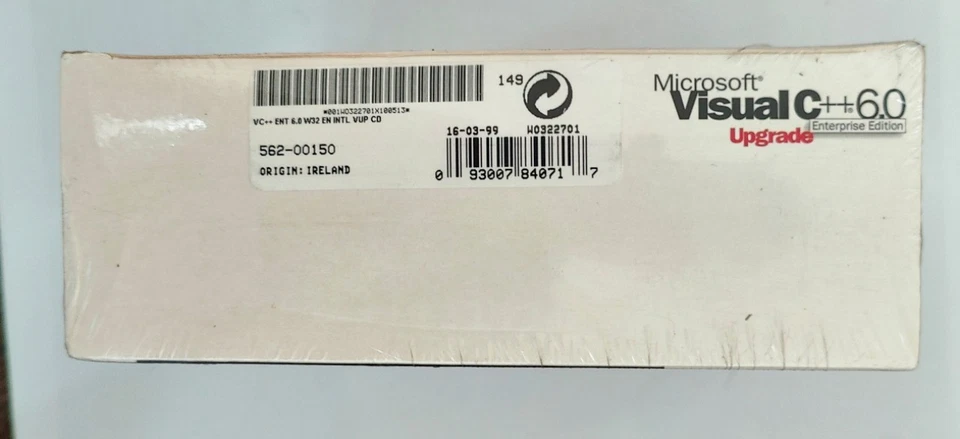 *001W0322701X100513*
VC++ ENT 6.0 W32 EN INTL VUP CD
149
562-00150
ORIGIN: IRELAND
16-03-99 W0322701
0 93007 84071 7
Microsoft®
Visual C++ 6.0
Enterprise Edition
Upgrade